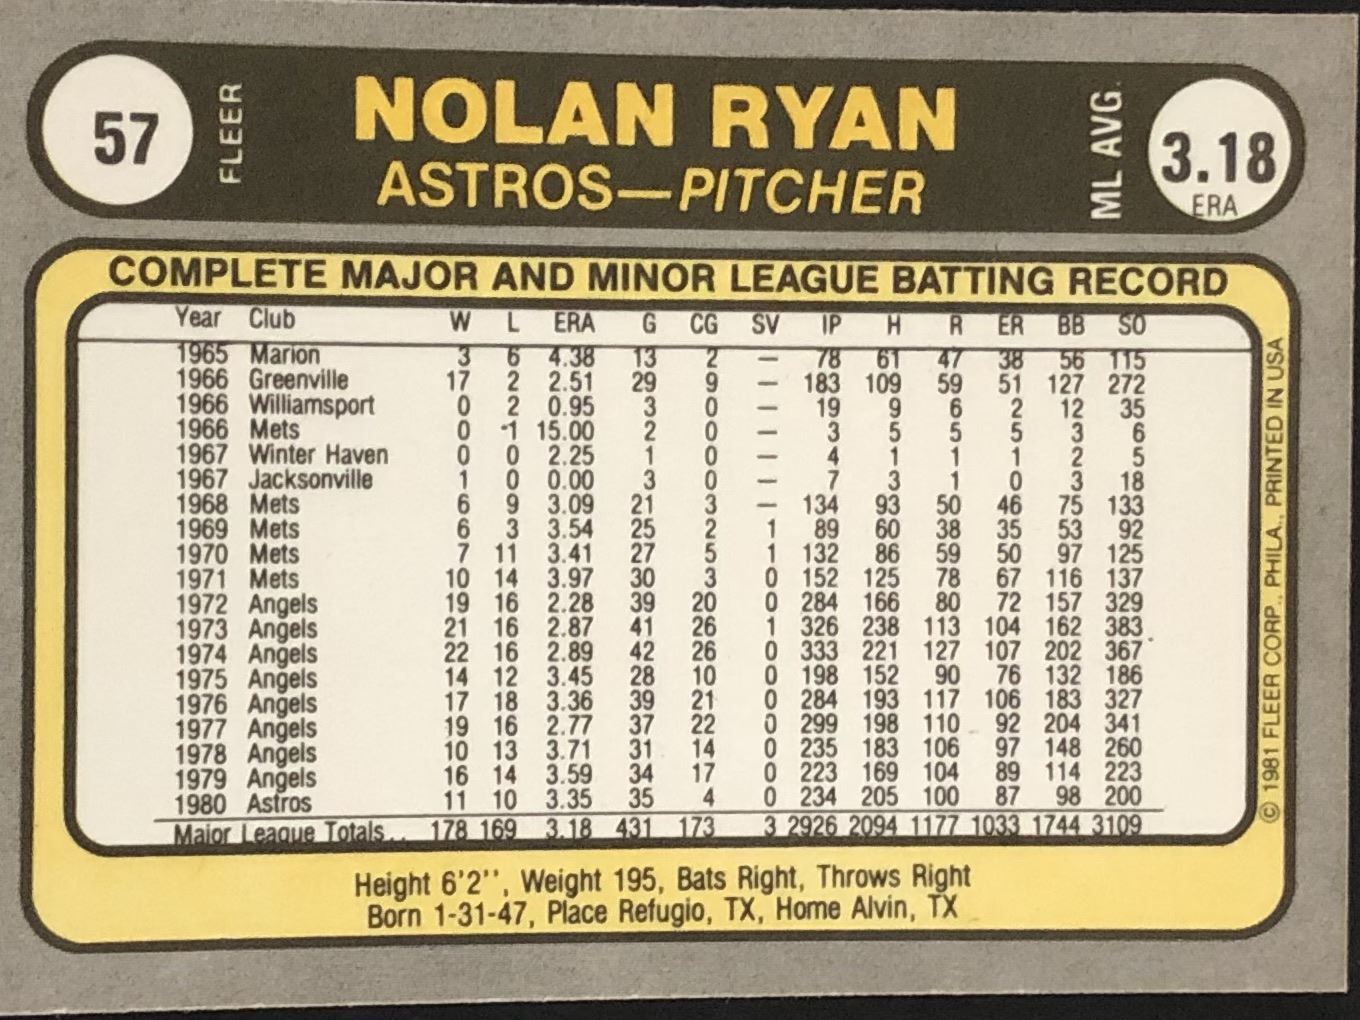 57 FLEER NOLAN RYAN ML AVG. 3.18
ASTROS—PITCHER ERA
COMPLETE MAJOR AND MINOR LEAGUE BATTING RECORD
Year Club W L ERA G CG SV IP H R ER BB SO
1965 Marion 3 6 4.38 13 2 — 78 61 47 38 56 115
1966 Greenville 17 2 2.51 29 9 — 183 109 59 51 127 272
1966 Williamsport 0 2 0.95 3 0 — 19 9 6 2 12 35
1966 Mets 0 1 15.00 2 0 — 3 5 5 5 3 6
1967 Winter Haven 0 0 2.25 1 0 — 4 1 1 1 2 5
1967 Jacksonville 1 0 0.00 3 0 — 7 3 1 0 3 18
1968 Mets 6 9 3.09 21 3 — 134 93 50 46 75 133
1969 Mets 6 3 3.54 25 2 1 89 60 38 35 53 92
1970 Mets 7 11 3.41 27 5 1 132 86 59 50 97 125
1971 Mets 10 14 3.97 30 3 0 152 125 78 67 116 137
1972 Angels 19 16 2.28 39 20 0 284 166 80 72 157 329
1973 Angels 21 16 2.87 41 26 1 326 238 113 104 162 383
1974 Angels 22 16 2.89 42 26 0 333 221 127 107 202 367
1975 Angels 14 12 3.45 28 10 0 198 152 90 76 132 186
1976 Angels 17 18 3.36 39 21 0 284 193 117 106 183 327
1977 Angels 19 16 2.77 37 22 0 299 198 110 92 204 341
1978 Angels 10 13 3.71 31 14 0 235 183 106 97 148 260
1979 Angels 16 14 3.59 34 17 0 223 169 104 89 114 223
1980 Astros 11 10 3.35 35 4 0 234 205 100 87 98 200
Major League Totals.. 178 169 3.18 431 173 3 2926 2094 1177 1033 1744 3109
Height 6'2'', Weight 195, Bats Right, Throws Right
Born 1-31-47, Place Refugio, TX, Home Alvin, TX
© 1981 FLEER CORP., PHILA., PRINTED IN USA